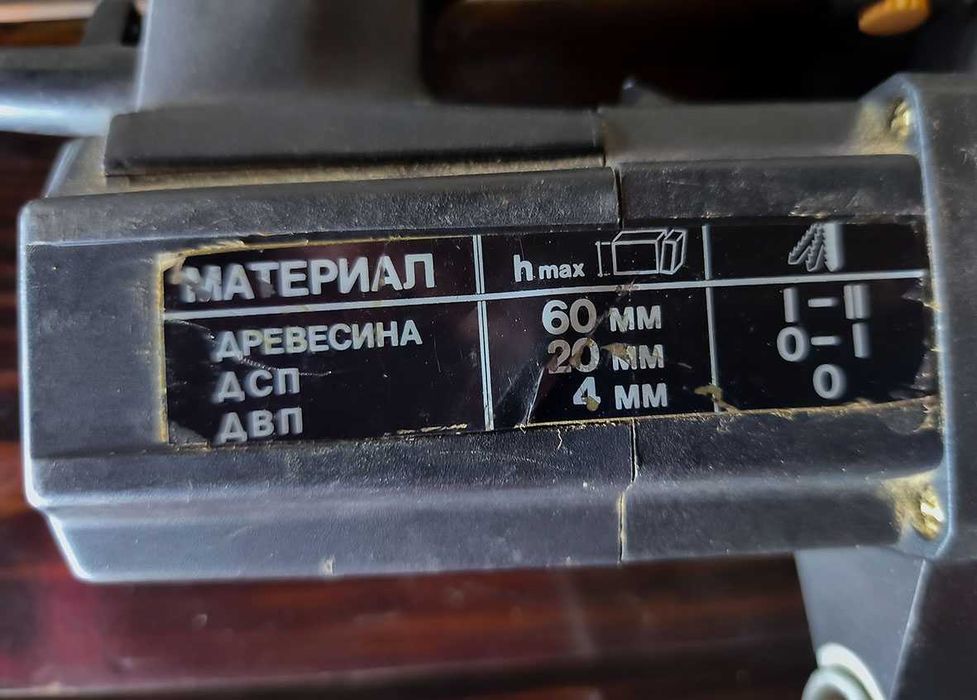 МАТЕРИАЛ h max
ДРЕВЕСИНА 60 мм I-II
ДСП 20 мм 0-I
ДВП 4 мм 0